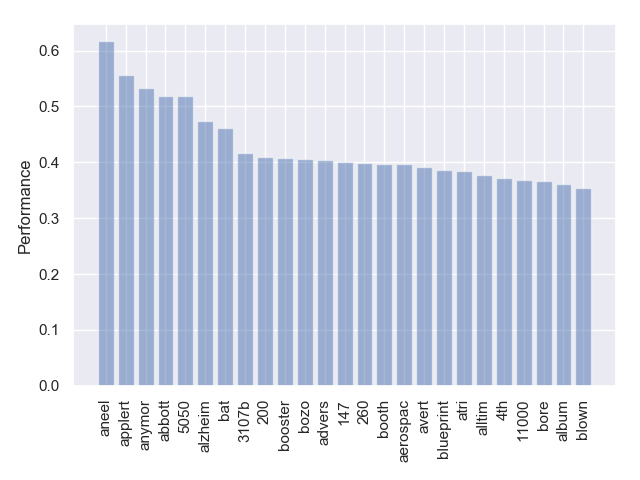 0.6
0.5
0.4
0.3
0.2
0.1
0.0
Performance
aneel
applert
anymor
abbott
5050
alzheim
bat
3107b
200
booster
bozo
advers
147
260
booth
aerospac
avert
blueprint
atri
alltim
4th
11000
bore
album
blown